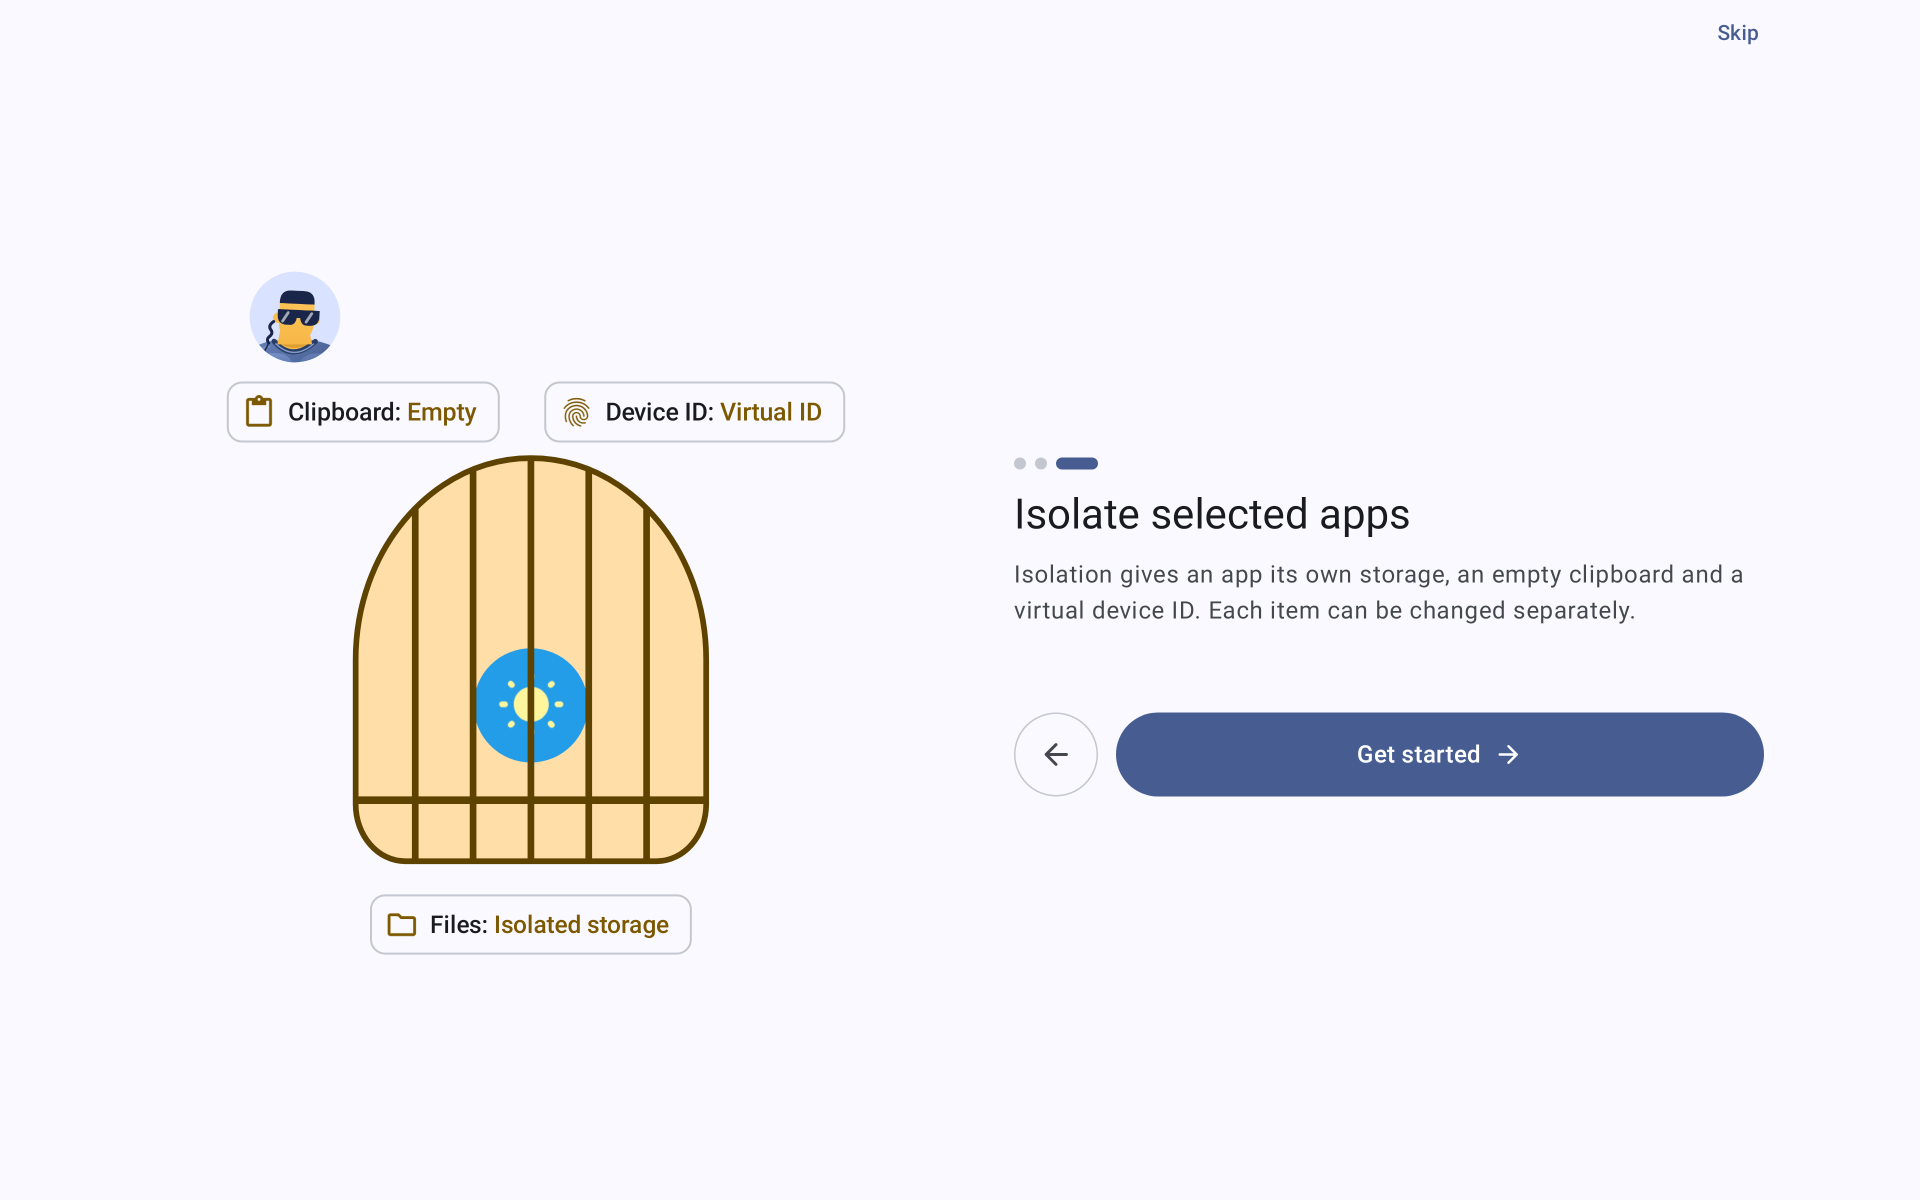 Skip
Clipboard: Empty
Device ID: Virtual ID
Files: Isolated storage
Isolate selected apps
Isolation gives an app its own storage, an empty clipboard and a
virtual device ID. Each item can be changed separately.
Get started